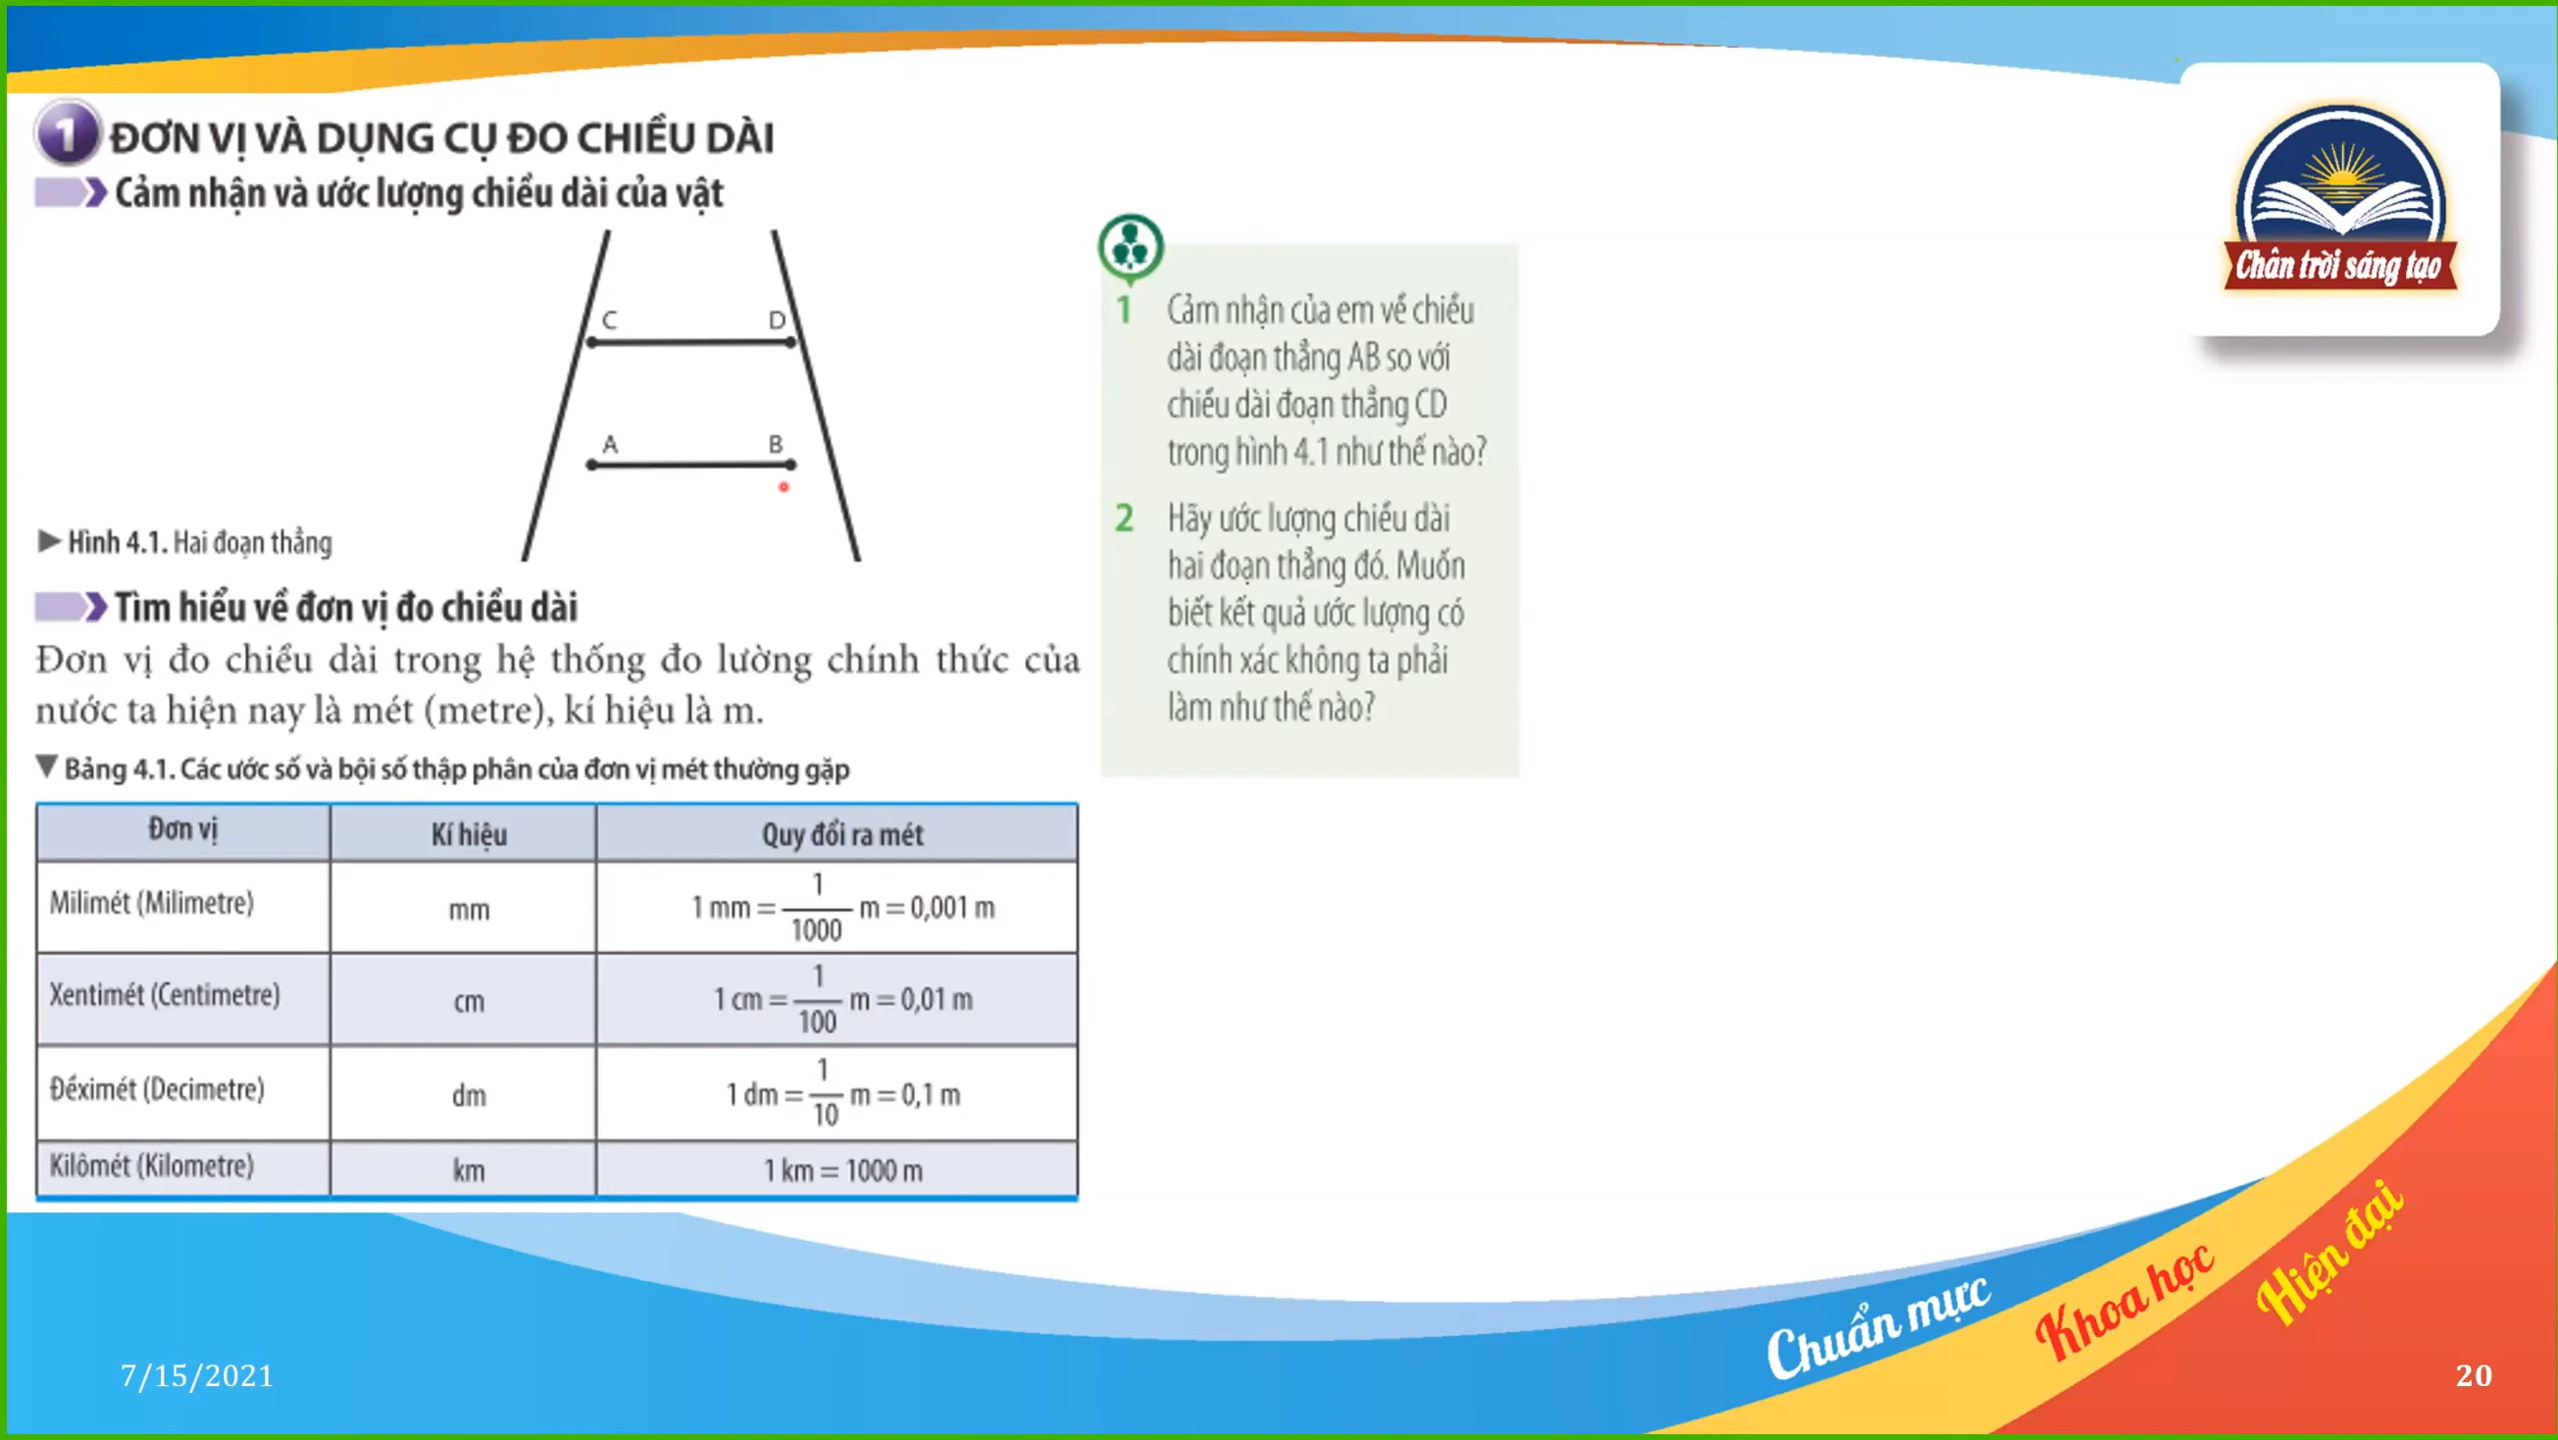 1 ĐƠN VỊ VÀ DỤNG CỤ ĐO CHIỀU DÀI
Cảm nhận và ước lượng chiều dài của vật
C D
A B
Hình 4.1. Hai đoạn thẳng
Tìm hiểu về đơn vị đo chiều dài
Đơn vị đo chiều dài trong hệ thống đo lường chính thức của
nước ta hiện nay là mét (metre), kí hiệu là m.
Bảng 4.1. Các ước số và bội số thập phân của đơn vị mét thường gặp
Đơn vị Kí hiệu Quy đổi ra mét
Milimét (Milimetre) mm 1 mm = 1/1000 m = 0,001 m
Xentimét (Centimetre) cm 1 cm = 1/100 m = 0,01 m
Đềximét (Decimetre) dm 1 dm = 1/10 m = 0,1 m
Kilômét (Kilometre) km 1 km = 1000 m
1 Cảm nhận của em về chiều
dài đoạn thẳng AB so với
chiều dài đoạn thẳng CD
trong hình 4.1 như thế nào?
2 Hãy ước lượng chiều dài
hai đoạn thẳng đó. Muốn
biết kết quả ước lượng có
chính xác không ta phải
làm như thế nào?
Chân trời sáng tạo
Chuẩn mực
Khoa học
Hiện đại
7/15/2021
20